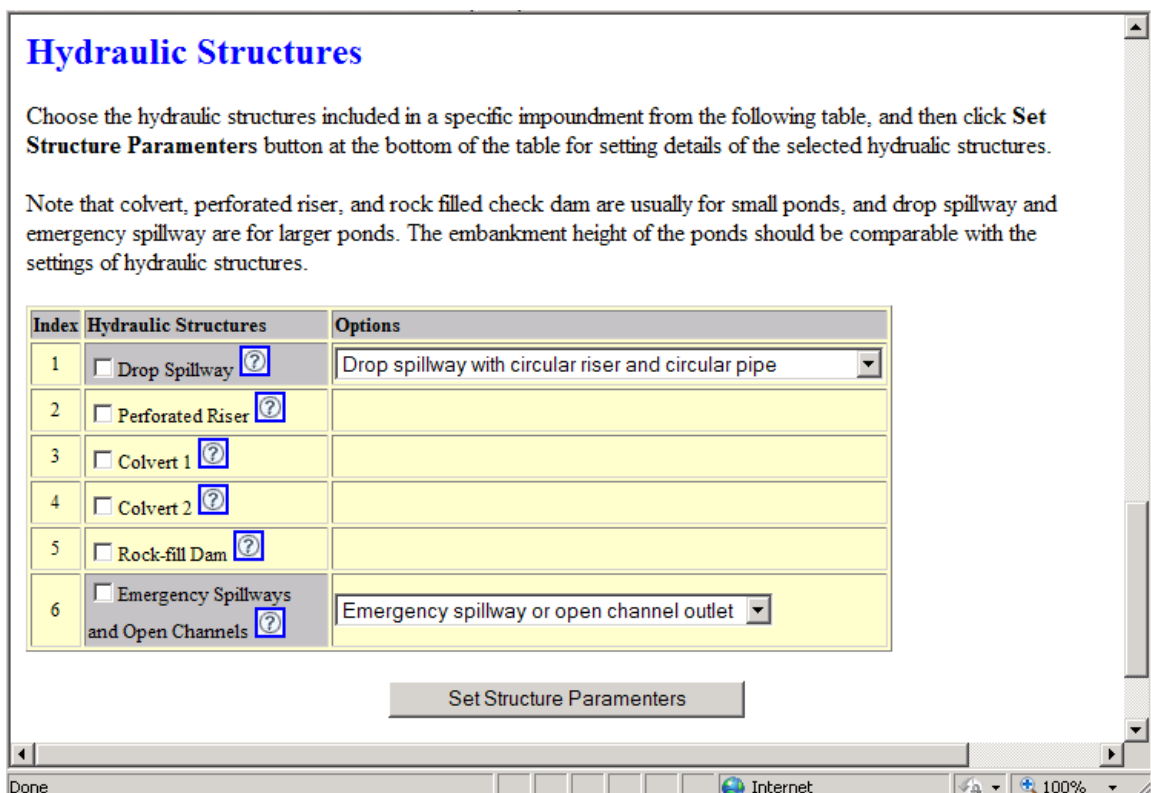 Hydraulic Structures
Choose the hydraulic structures included in a specific impoundment from the following table, and then click Set
Structure Paramenters button at the bottom of the table for setting details of the selected hydrualic structures.
Note that colvert, perforated riser, and rock filled check dam are usually for small ponds, and drop spillway and
emergency spillway are for larger ponds. The embankment height of the ponds should be comparable with the
settings of hydraulic structures.
Index Hydraulic Structures Options
1 Drop Spillway ? Drop spillway with circular riser and circular pipe
2 Perforated Riser ?
3 Colvert 1 ?
4 Colvert 2 ?
5 Rock-fill Dam ?
6 Emergency Spillways
and Open Channels ? Emergency spillway or open channel outlet
Set Structure Paramenters
Done Internet 100%